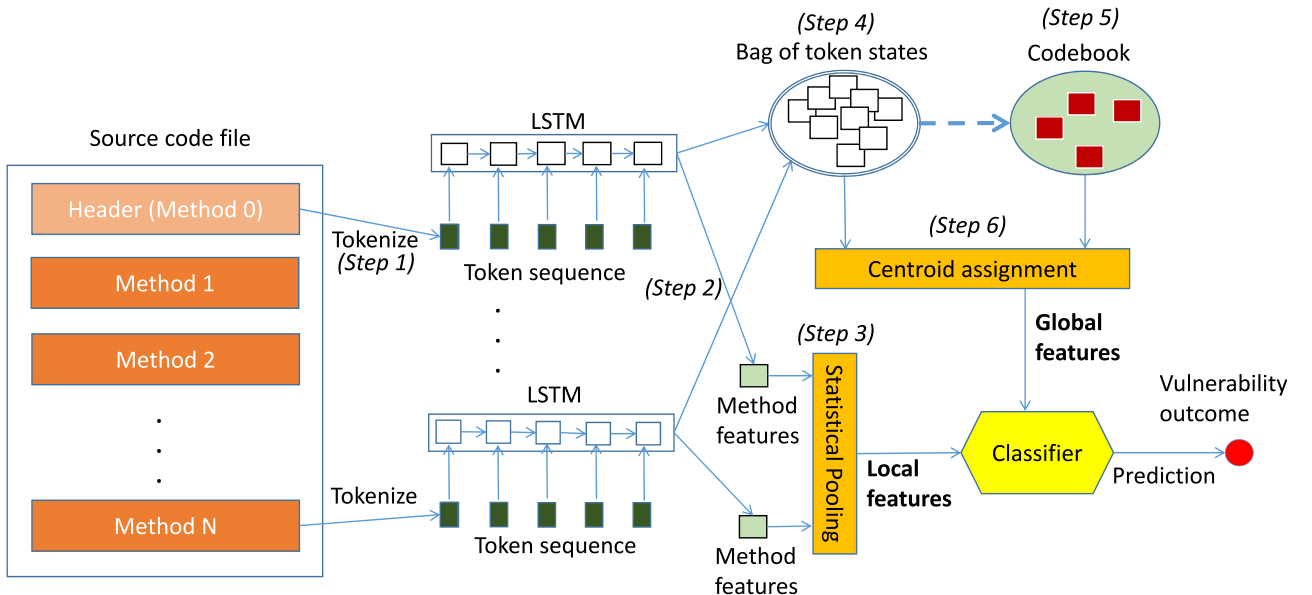 Source code file
Header (Method 0)
Method 1
Method 2
.
.
.
Method N
Tokenize
(Step 1)
Tokenize
LSTM
Token sequence
.
.
.
LSTM
Token sequence
(Step 2)
Method
features
Method
features
(Step 3)
Statistical Pooling
(Step 4)
Bag of token states
(Step 5)
Codebook
(Step 6)
Centroid assignment
Global
features
Local
features
Classifier
Prediction
Vulnerability
outcome